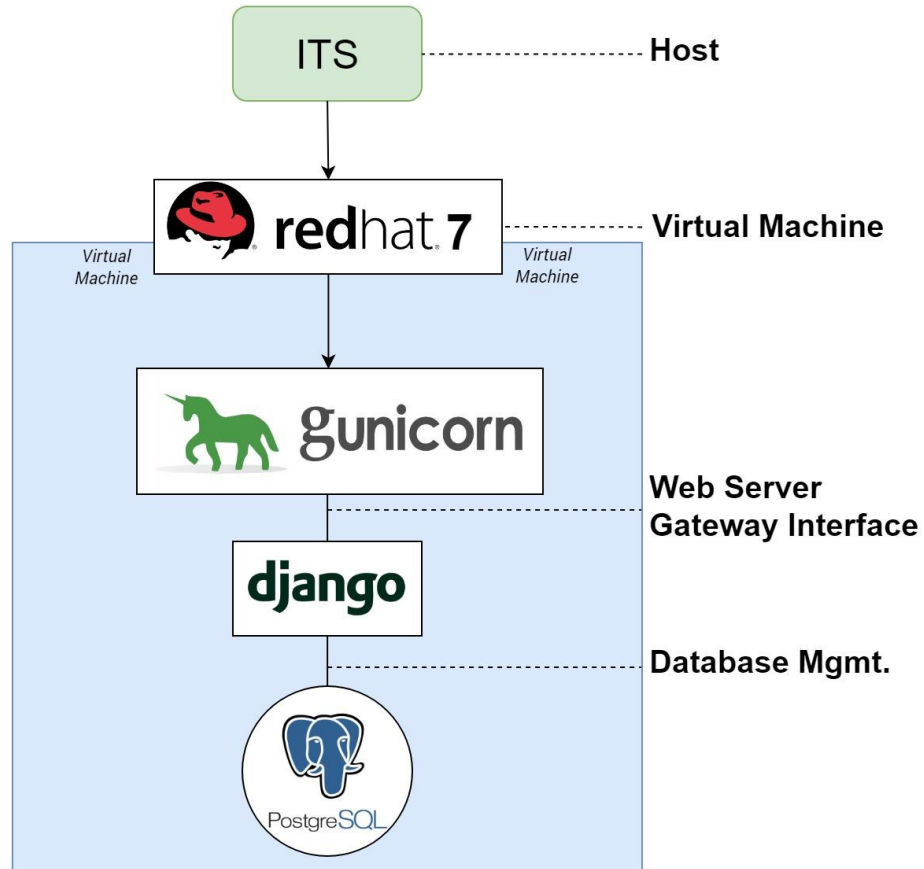 ITS
Host
redhat. 7
Virtual Machine
Virtual
Machine
Virtual
Machine
gunicorn
Web Server
Gateway Interface
django
Database Mgmt.
PostgreSQL